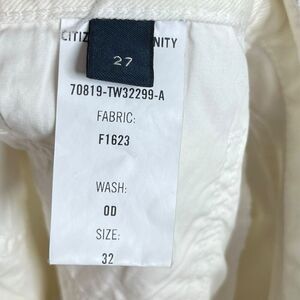 CITIZ NITY
27
70819-TW32299-A
FABRIC:
F1623
WASH:
OD
SIZE:
32